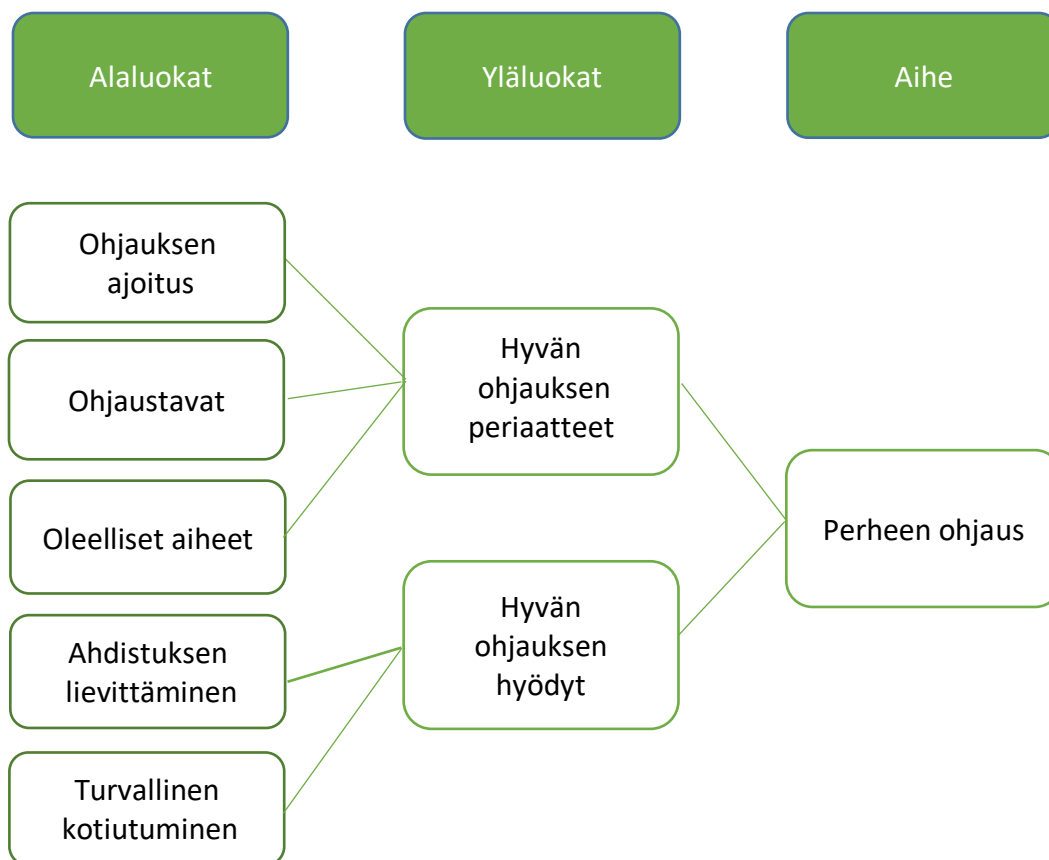 Alaluokat
Yläluokat
Aihe
Ohjauksen
ajoitus
Ohjaustavat
Oleelliset aiheet
Ahdistuksen
lievittäminen
Turvallinen
kotiutuminen
Hyvän
ohjauksen
periaatteet
Hyvän
ohjauksen
hyödyt
Perheen ohjaus